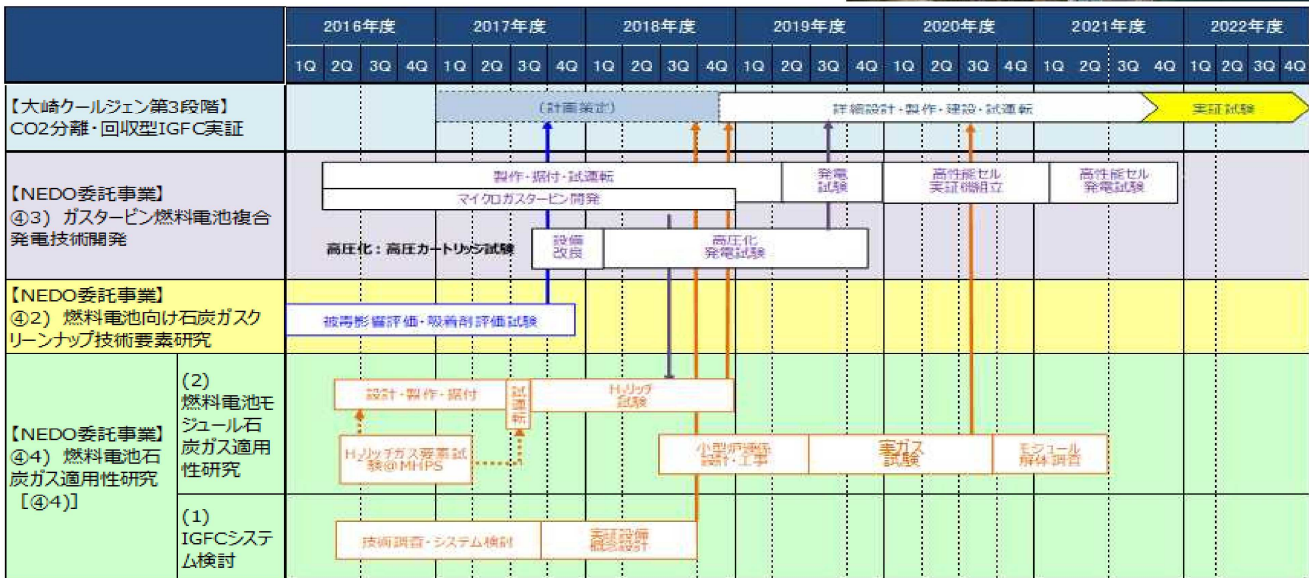 2016年度 2017年度 2018年度 2019年度 2020年度 2021年度 2022年度
1Q 2Q 3Q 4Q 1Q 2Q 3Q 4Q 1Q 2Q 3Q 4Q 1Q 2Q 3Q 4Q 1Q 2Q 3Q 4Q 1Q 2Q 3Q 4Q 1Q 2Q 3Q 4Q
【大崎クールジェン第3段階】
CO2分離・回収型IGFC実証
(計画策定)
詳細設計・製作・建設・試運転
実証試験
【NEDO委託事業】
④3) ガスタービン燃料電池複合
発電技術開発
製作・据付・試運転
マイクロガスタービン開発
発電
試験
高性能セル
実証機組立
高性能セル
発電試験
高圧化：高圧カートリッジ試験
設備
改良
高圧化
発電試験
【NEDO委託事業】
④2) 燃料電池向け石炭ガスク
リーンナップ技術要素研究
被毒影響評価・吸着剤評価試験
【NEDO委託事業】
④4) 燃料電池石
炭ガス適用性研究
[④4)]
(2)
燃料電池モ
ジュール石
炭ガス適用
性研究
設計・製作・据付
試
運
転
H₂リッチ
試験
H₂リッチガス要素試
験@MHPS
小型炉連係
設計・工事
実ガス
試験
モジュール
解体調査
(1)
IGFCシステ
ム検討
技術調査・システム検討
実証設備
概念設計